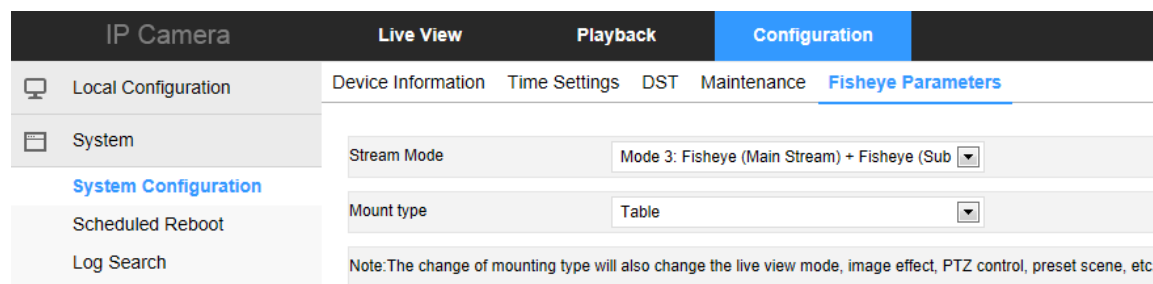 IP Camera Live View Playback Configuration
Local Configuration
System
System Configuration
Scheduled Reboot
Log Search
Device Information Time Settings DST Maintenance Fisheye Parameters
Stream Mode Mode 3: Fisheye (Main Stream) + Fisheye (Sub
Mount type Table
Note:The change of mounting type will also change the live view mode, image effect, PTZ control, preset scene, etc